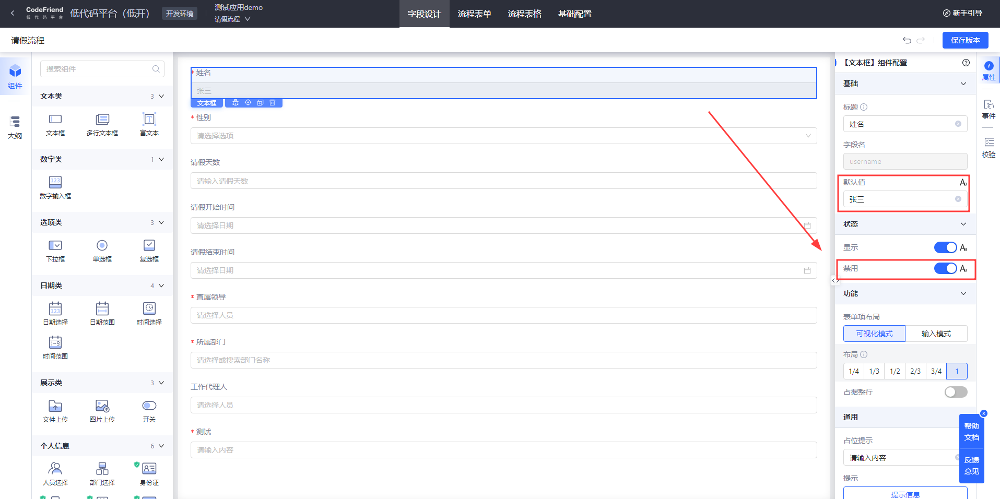 CodeFriend
低 代 码 平 台
低代码平台（低开）
开发环境
测试应用demo
请假流程
字段设计
流程表单
流程表格
基础配置
新手引导
请假流程
保存版本
组件
大纲
搜索组件
文本类 3
文本框 多行文本框 富文本
数字类 1
数字输入框
选项类 3
下拉框 单选框 复选框
日期类 4
日期选择 日期范围 时间选择
时间范围
展示类 3
文件上传 图片上传 开关
个人信息 6
人员选择 部门选择 身份证
* 姓名
张三
文本框
* 性别
请选择选项
请假天数
请输入请假天数
请假开始时间
请选择日期
请假结束时间
请选择日期
* 直属领导
请选择人员
* 所属部门
请选择或搜索部门名称
工作代理人
请选择人员
* 测试
请输入内容
【文本框】组件配置
基础
标题
姓名
字段名
username
默认值
张三
状态
显示
禁用
功能
表单项布局
可视化模式 输入模式
布局
1/4 1/3 1/2 2/3 3/4 1
占据整行
通用
占位提示
请输入内容
提示
提示信息
属性
事件
校验
帮助
文档
反馈
意见